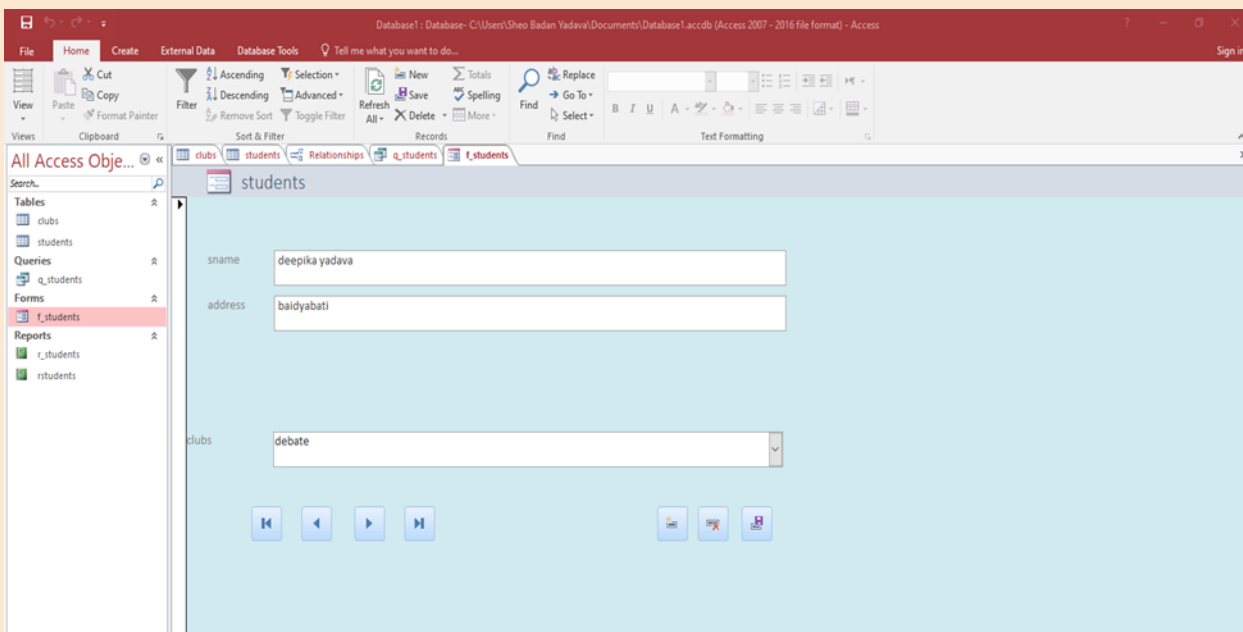 Database1 : Database- C:\Users\Sheo Badan Yadava\Documents\Database1.accdb (Access 2007 - 2016 file format) - Access
File Home Create External Data Database Tools Tell me what you want to do... Sign in
Cut Ascending Selection New Totals Replace
Copy Descending Advanced Save Spelling Go To
View Paste Format Painter Filter Remove Sort Toggle Filter Refresh All Delete More Find Select B I U A
Views Clipboard Sort & Filter Records Find Text Formatting
All Access Obje... clubs students Relationships q_students f_students
Search...
students
Tables
clubs
students
Queries
q_students
Forms
f_students
Reports
r_students
rstudents
sname deepika yadava
address baidyabati
clubs debate